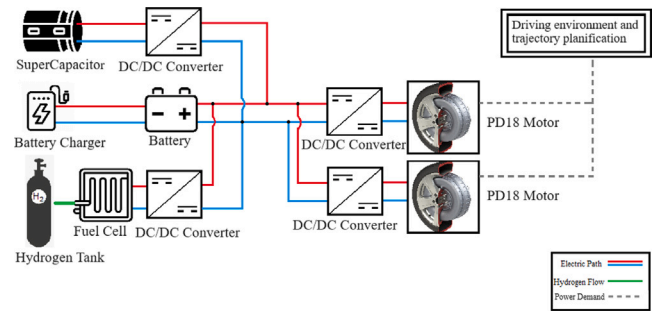 Driving environment and
trajectory planification
SuperCapacitor
DC/DC Converter
Battery Charger
Battery
DC/DC Converter
PD18 Motor
H2
Fuel Cell
DC/DC Converter
DC/DC Converter
PD18 Motor
Hydrogen Tank
Electric Path
Hydrogen Flow
Power Demand